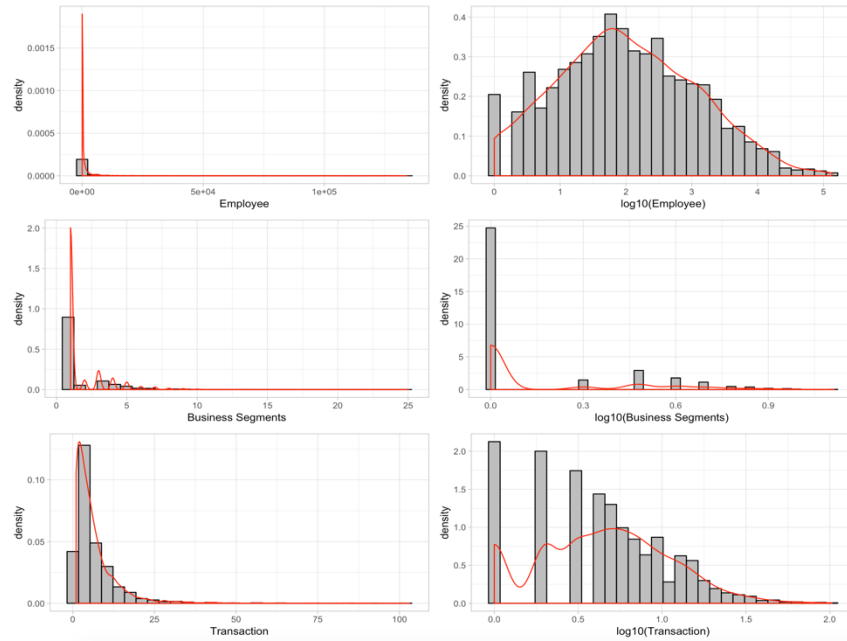 density
0.0015
0.0010
0.0005
0.0000
0e+00 5e+04 1e+05
Employee
density
0.4
0.3
0.2
0.1
0.0
0 1 2 3 4 5
log10(Employee)
density
2.0
1.5
1.0
0.5
0.0
0 5 10 15 20 25
Business Segments
density
25
20
15
10
5
0
0.0 0.3 0.6 0.9
log10(Business Segments)
density
0.10
0.05
0.00
0 25 50 75 100
Transaction
density
2.0
1.5
1.0
0.5
0.0
0.0 0.5 1.0 1.5 2.0
log10(Transaction)